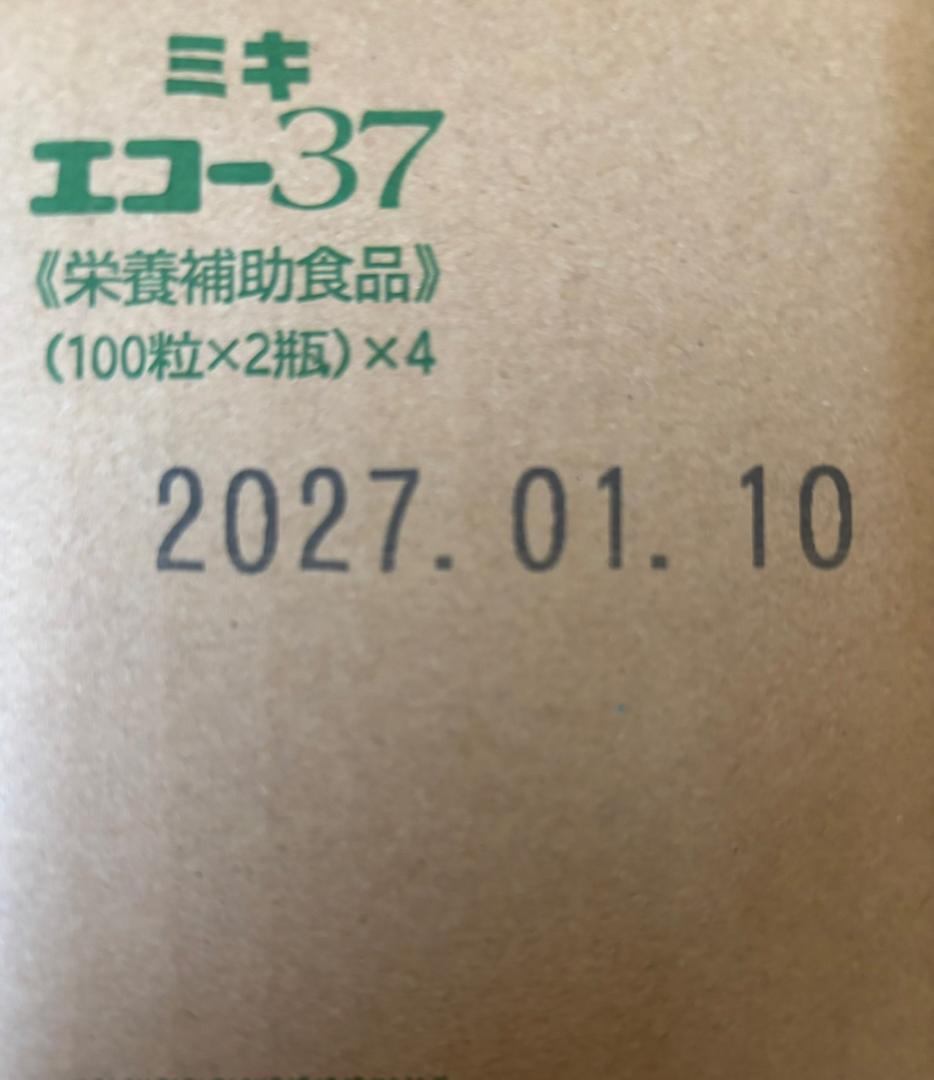 ミキ
エコー37
《栄養補助食品》
(100粒×2瓶)×4
2027. 01. 10